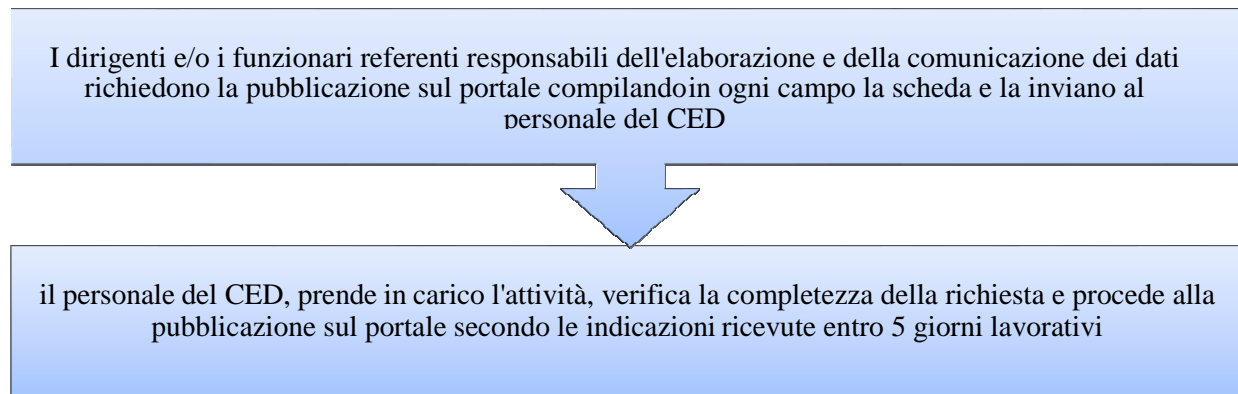 I dirigenti e/o i funzionari referenti responsabili dell'elaborazione e della comunicazione dei dati
richiedono la pubblicazione sul portale compilandoin ogni campo la scheda e la inviano al
personale del CED
il personale del CED, prende in carico l'attività, verifica la completezza della richiesta e procede alla
pubblicazione sul portale secondo le indicazioni ricevute entro 5 giorni lavorativi